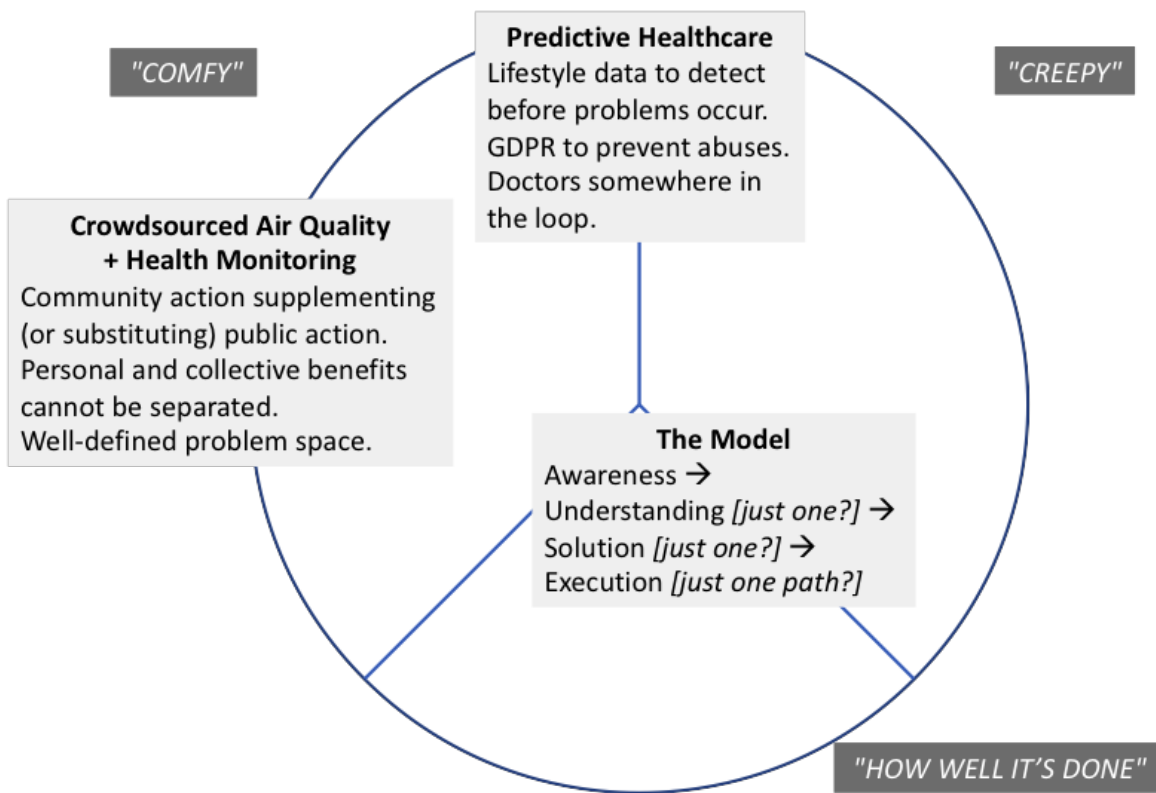 "COMFY"
Predictive Healthcare
Lifestyle data to detect
before problems occur.
GDPR to prevent abuses.
Doctors somewhere in
the loop.
"CREEPY"
Crowdsourced Air Quality
+ Health Monitoring
Community action supplementing
(or substituting) public action.
Personal and collective benefits
cannot be separated.
Well-defined problem space.
The Model
Awareness →
Understanding [just one?] →
Solution [just one?] →
Execution [just one path?]
"HOW WELL IT’S DONE"